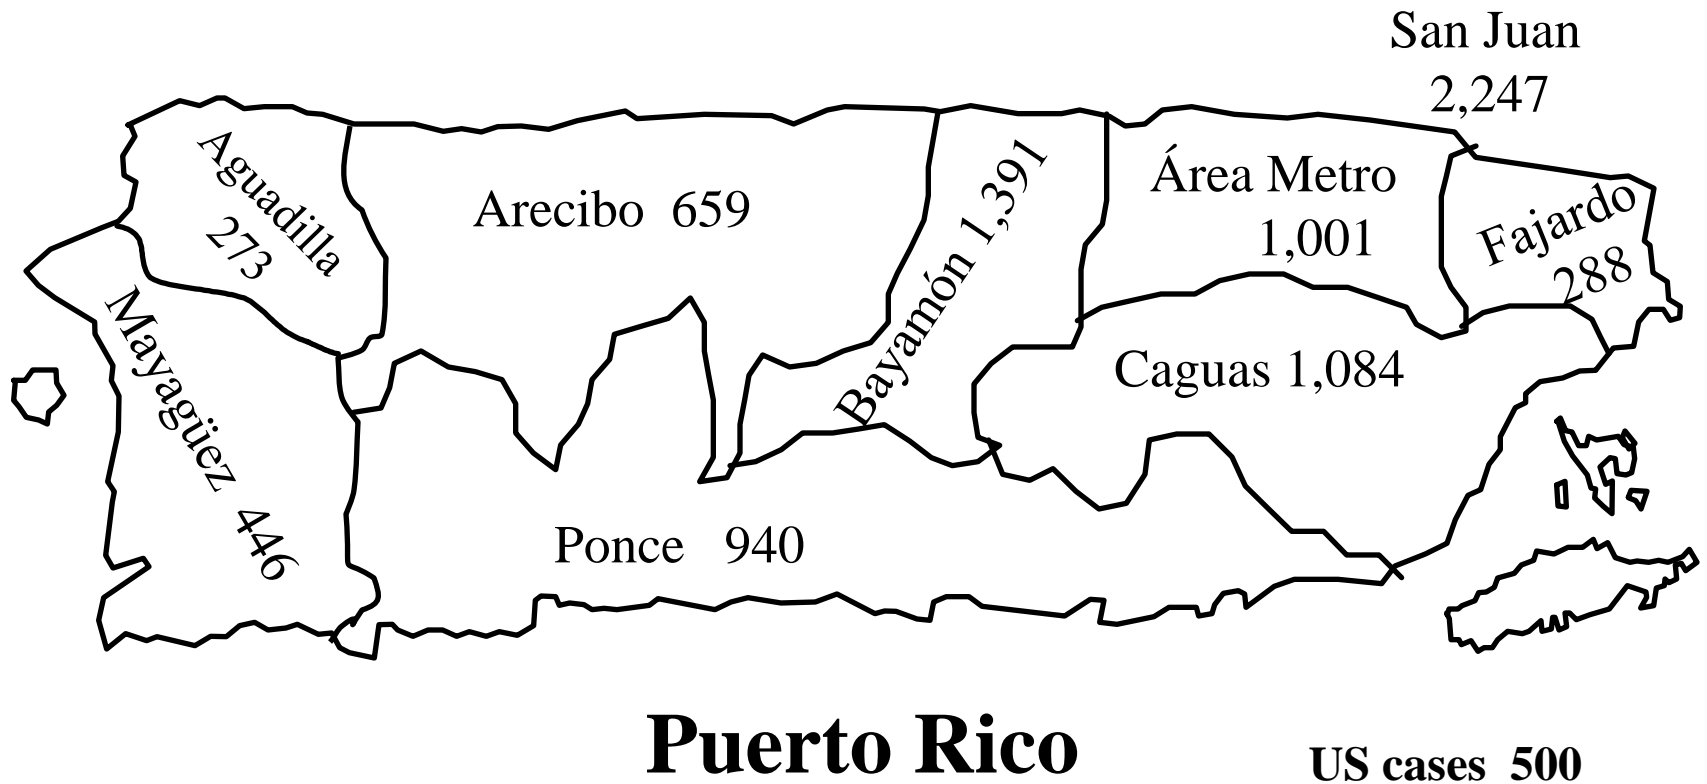 San Juan
2,247
Aguadilla
273
Arecibo 659
Bayamón 1,391
Área Metro
1,001
Fajardo
288
Mayagüez 446
Caguas 1,084
Ponce 940
Puerto Rico
US cases 500